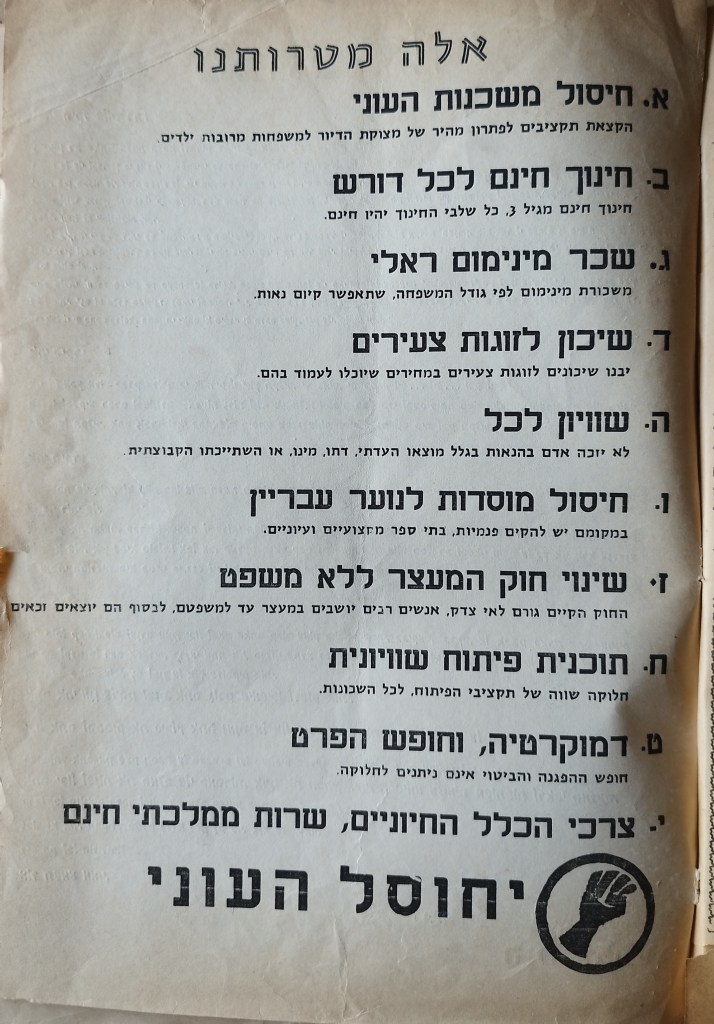 אלה מטרותנו
א. חיסול משכנות העוני
הקצאת תקציבים לפתרון מהיר של מצוקת הדיור למשפחות מרובות ילדים.
ב. חינוך חינם לכל דורש
חינוך חינם מגיל 3, כל שלבי החינוך יהיו חינם.
ג. שכר מינימום ראלי
משכורת מינימום לפי גודל המשפחה, שתאפשר קיום נאות.
ד. שיכון לזוגות צעירים
יבנו שיכונים לזוגות צעירים במחירים שיוכלו לעמוד בהם.
ה. שוויון לכל
לא יזכה אדם בהנאות בגלל מוצאו העדתי, דתו, מינו, או השתייכתו הקבוצתית.
ו. חיסול מוסדות לנוער עבריין
במקומם יש להקים פנמיות, בתי ספר מקצועיים ועיוניים.
ז. שינוי חוק המעצר ללא משפט
החוק הקיים גורם לאי צדק, אנשים רבים יושבים במעצר עד למשפטם, לבסוף הם יוצאים זכאים
ח. תוכנית פיתוח שוויונית
חלוקה שווה של תקציבי הפיתוח, לכל השכונות.
ט. דמוקרטיה, וחופש הפרט
חופש ההפגנה והביטוי אינם ניתנים לחלוקה.
י. צרכי הכלל החיוניים, שרות ממלכתי חינם
יחוסל העוני